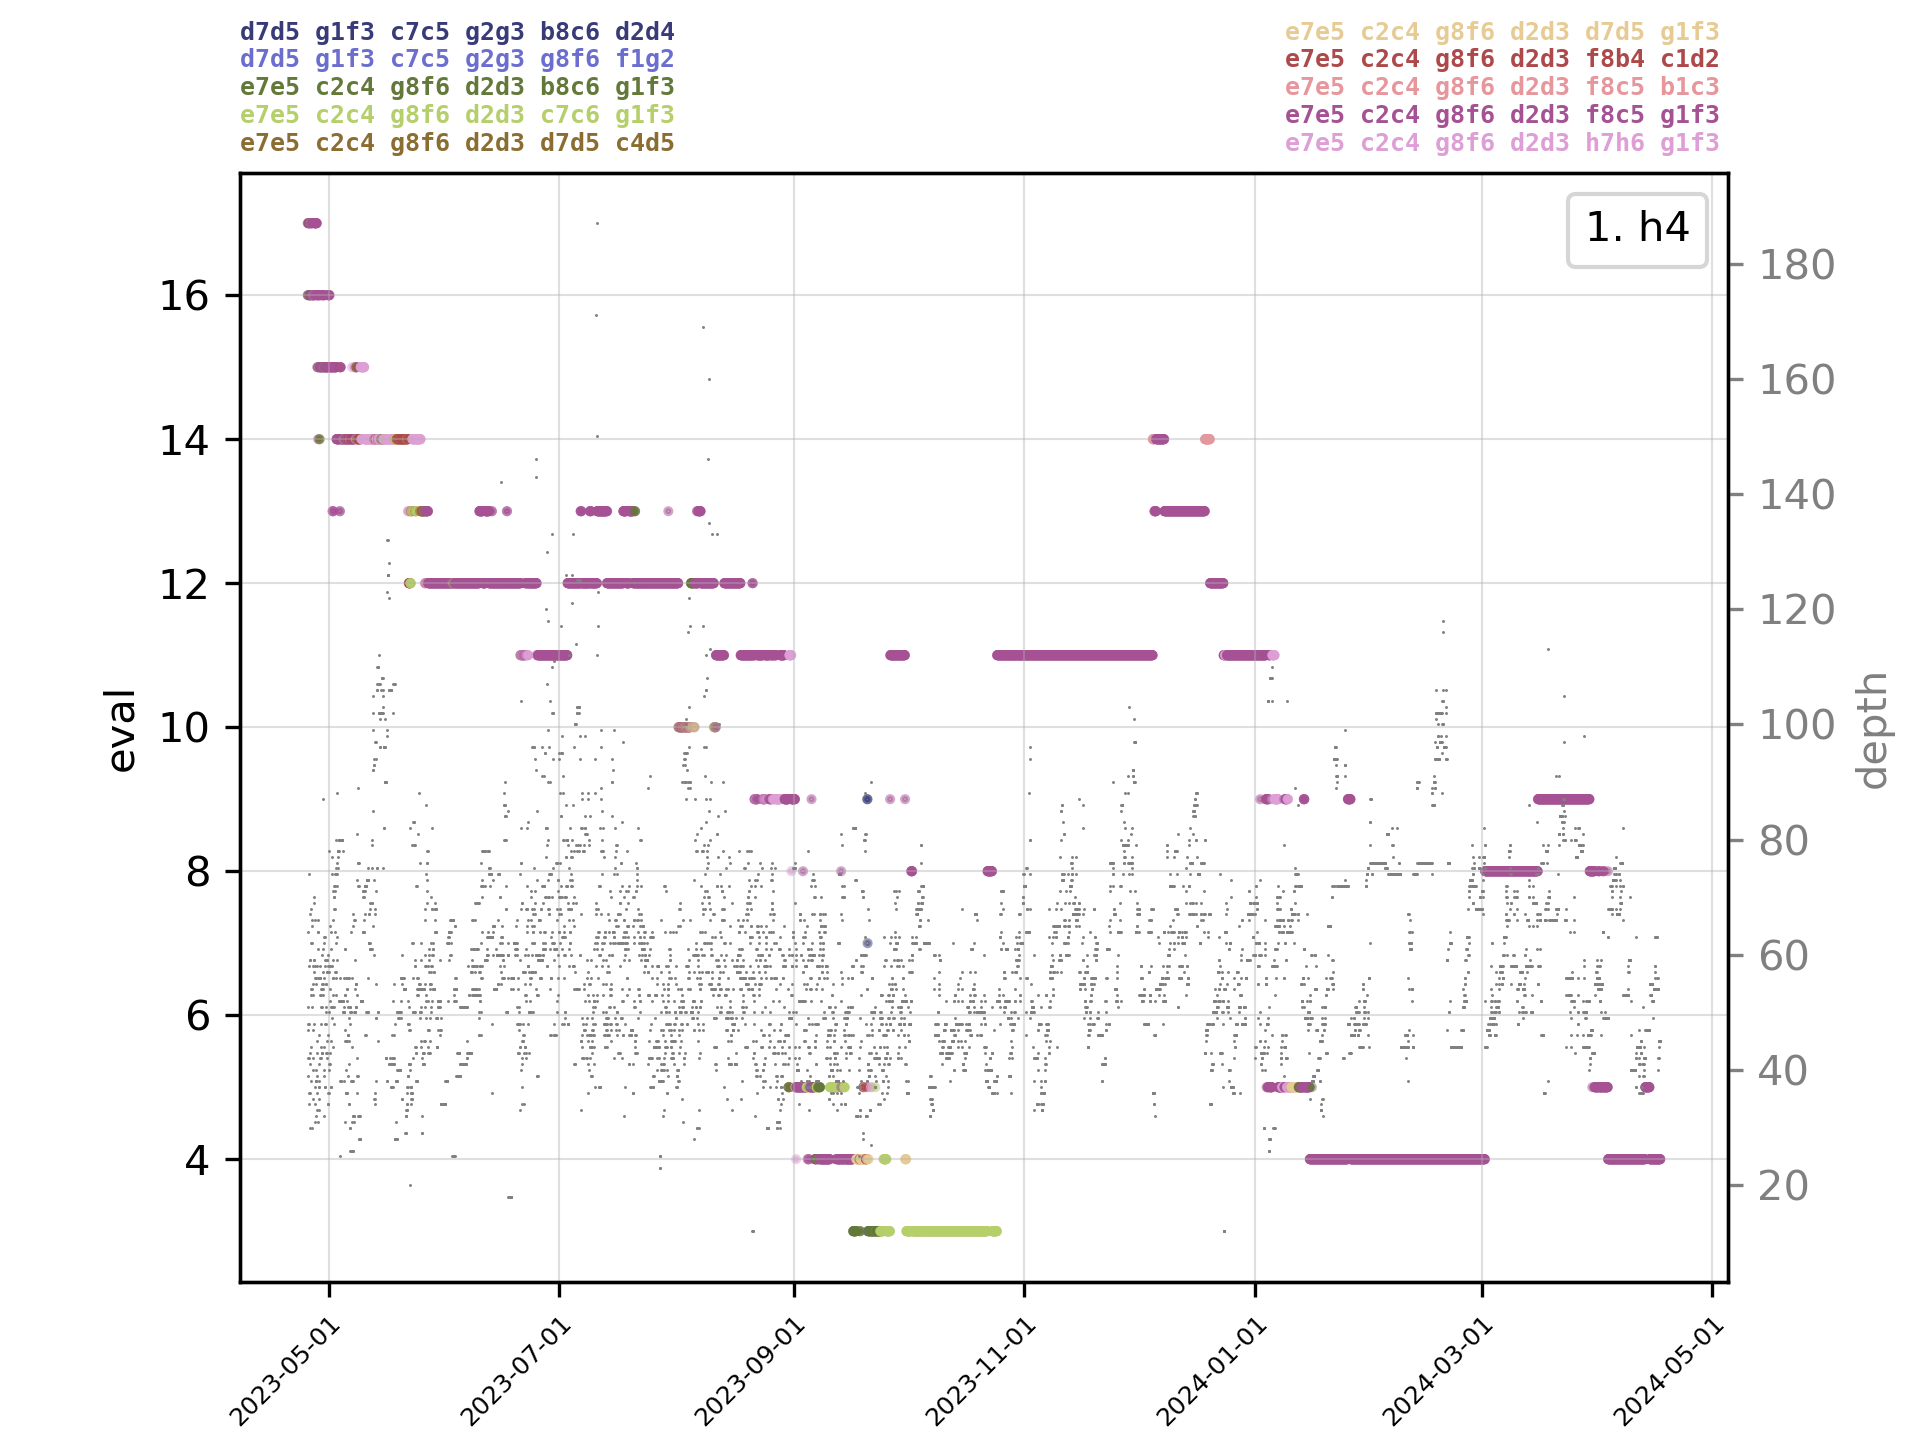 d7d5 g1f3 c7c5 g2g3 b8c6 d2d4
d7d5 g1f3 c7c5 g2g3 g8f6 f1g2
e7e5 c2c4 g8f6 d2d3 b8c6 g1f3
e7e5 c2c4 g8f6 d2d3 c7c6 g1f3
e7e5 c2c4 g8f6 d2d3 d7d5 c4d5
e7e5 c2c4 g8f6 d2d3 d7d5 g1f3
e7e5 c2c4 g8f6 d2d3 f8b4 c1d2
e7e5 c2c4 g8f6 d2d3 f8c5 b1c3
e7e5 c2c4 g8f6 d2d3 f8c5 g1f3
e7e5 c2c4 g8f6 d2d3 h7h6 g1f3
1. h4
eval
16
14
12
10
8
6
4
180
160
140
120
100
80
60
40
20
depth
2023-05-01
2023-07-01
2023-09-01
2023-11-01
2024-01-01
2024-03-01
2024-05-01